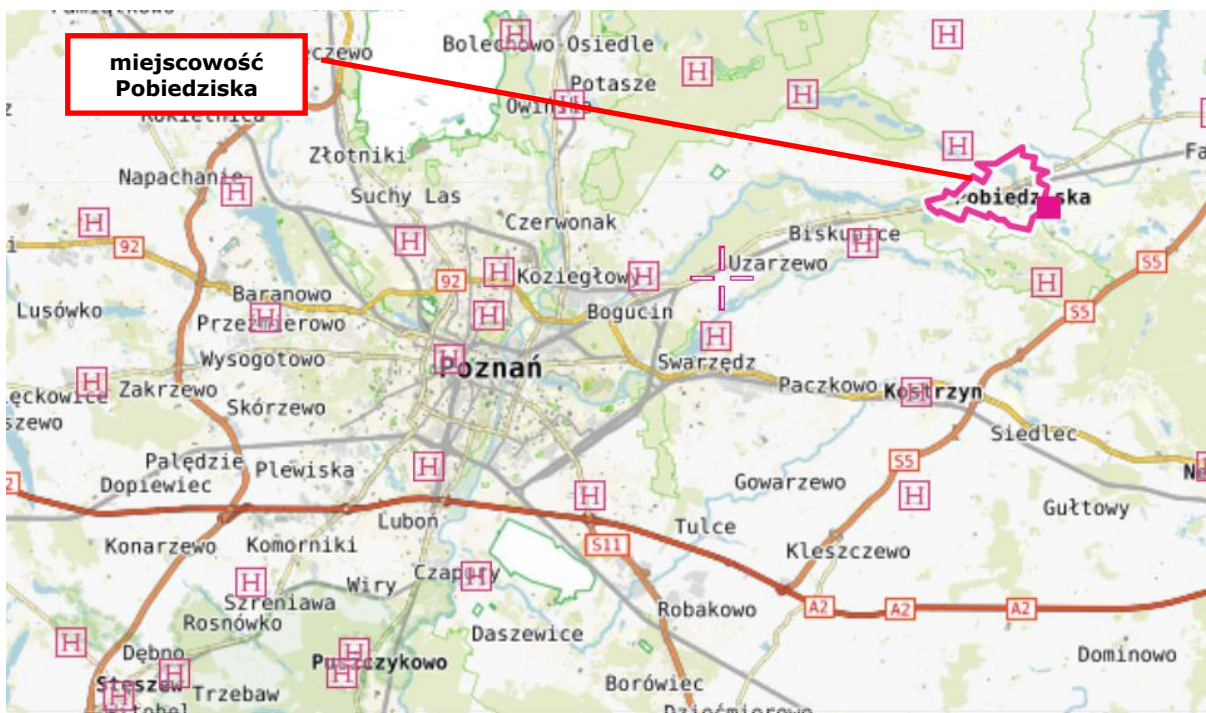 Bolechowo-Osiedle
miejscowość
Pobiedziska
Potasze
Złotniki
Napachanie
Suchy Las
Pobiedziska
Czerwonak
Biskupice
92
Koziegłowy
Uzarzewo
S5
92
Baranowo
Lusówko
Bogucin
S5
Przeźmierowo
Wysogotowo
Poznań
Swarzędz
Zakrzewo
Paczkowo
Kostrzyn
Skórzewo
Siedlec
Palędzie
Plewiska
S5
Dopiewiec
Gowarzewo
Gułtowy
Luboń
Tulce
Konarzewo
Komorniki
S11
Kleszczewo
Wiry
Czapury
Szreniawa
Robakowo
A2
A2
A2
Rosnówko
Daszewice
Dębno
Puszczykowo
Dominowo
Stęszew
Trzebaw
Borówiec